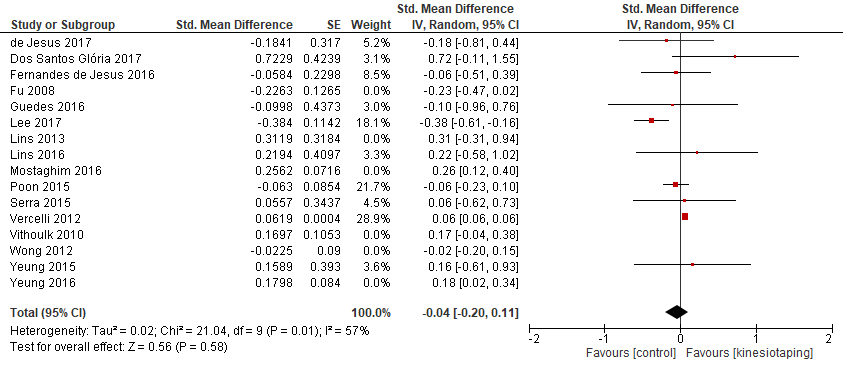 Std. Mean Difference Std. Mean Difference
Study or Subgroup Std. Mean Difference SE Weight IV, Random, 95% CI IV, Random, 95% CI
de Jesus 2017 -0.1841 0.317 5.2% -0.18 [-0.81, 0.44]
Dos Santos Glória 2017 0.7229 0.4239 3.1% 0.72 [-0.11, 1.55]
Fernandes de Jesus 2016 -0.0584 0.2298 8.5% -0.06 [-0.51, 0.39]
Fu 2008 -0.2263 0.1265 0.0% -0.23 [-0.47, 0.02]
Guedes 2016 -0.0998 0.4373 3.0% -0.10 [-0.96, 0.76]
Lee 2017 -0.384 0.1142 18.1% -0.38 [-0.61, -0.16]
Lins 2013 0.3119 0.3184 0.0% 0.31 [-0.31, 0.94]
Lins 2016 0.2194 0.4097 3.3% 0.22 [-0.58, 1.02]
Mostaghim 2016 0.2562 0.0716 0.0% 0.26 [0.12, 0.40]
Poon 2015 -0.063 0.0854 21.7% -0.06 [-0.23, 0.10]
Serra 2015 0.0557 0.3437 4.5% 0.06 [-0.62, 0.73]
Vercelli 2012 0.0619 0.0004 28.9% 0.06 [0.06, 0.06]
Vithoulk 2010 0.1697 0.1053 0.0% 0.17 [-0.04, 0.38]
Wong 2012 -0.0225 0.09 0.0% -0.02 [-0.20, 0.15]
Yeung 2015 0.1589 0.393 3.6% 0.16 [-0.61, 0.93]
Yeung 2016 0.1798 0.084 0.0% 0.18 [0.02, 0.34]
Total (95% CI) 100.0% -0.04 [-0.20, 0.11]
Heterogeneity: Tau² = 0.02; Chi² = 21.04, df = 9 (P = 0.01); I² = 57%
Test for overall effect: Z = 0.56 (P = 0.58)
-2 -1 0 1 2
Favours [control] Favours [kinesiotaping]